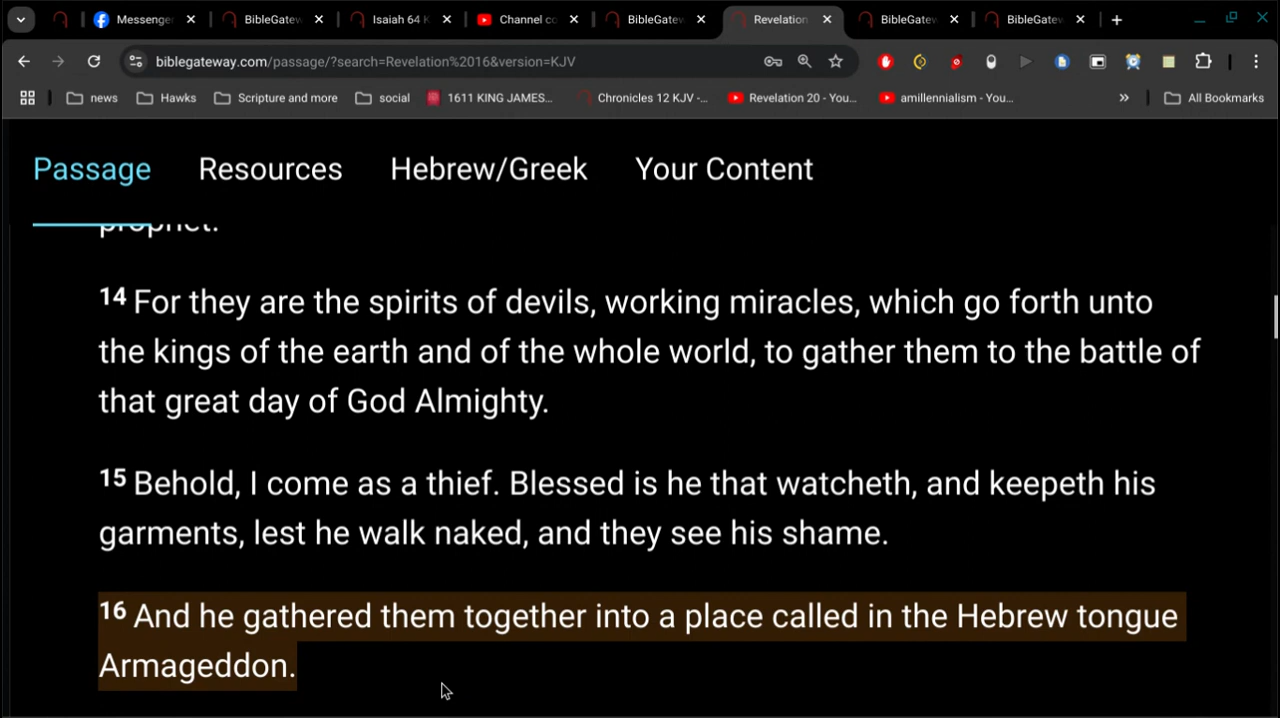 Messenger BibleGatew Isaiah 64 K Channel co BibleGatew Revelation BibleGatew BibleGatew
biblegateway.com/passage/?search=Revelation%2016&version=KJV
news Hawks Scripture and more social 1611 KING JAMES... Chronicles 12 KJV -... Revelation 20 - You... amillennialism - You... » All Bookmarks
Passage Resources Hebrew/Greek Your Content
prophet.
14 For they are the spirits of devils, working miracles, which go forth unto
the kings of the earth and of the whole world, to gather them to the battle of
that great day of God Almighty.
15 Behold, I come as a thief. Blessed is he that watcheth, and keepeth his
garments, lest he walk naked, and they see his shame.
16 And he gathered them together into a place called in the Hebrew tongue
Armageddon.